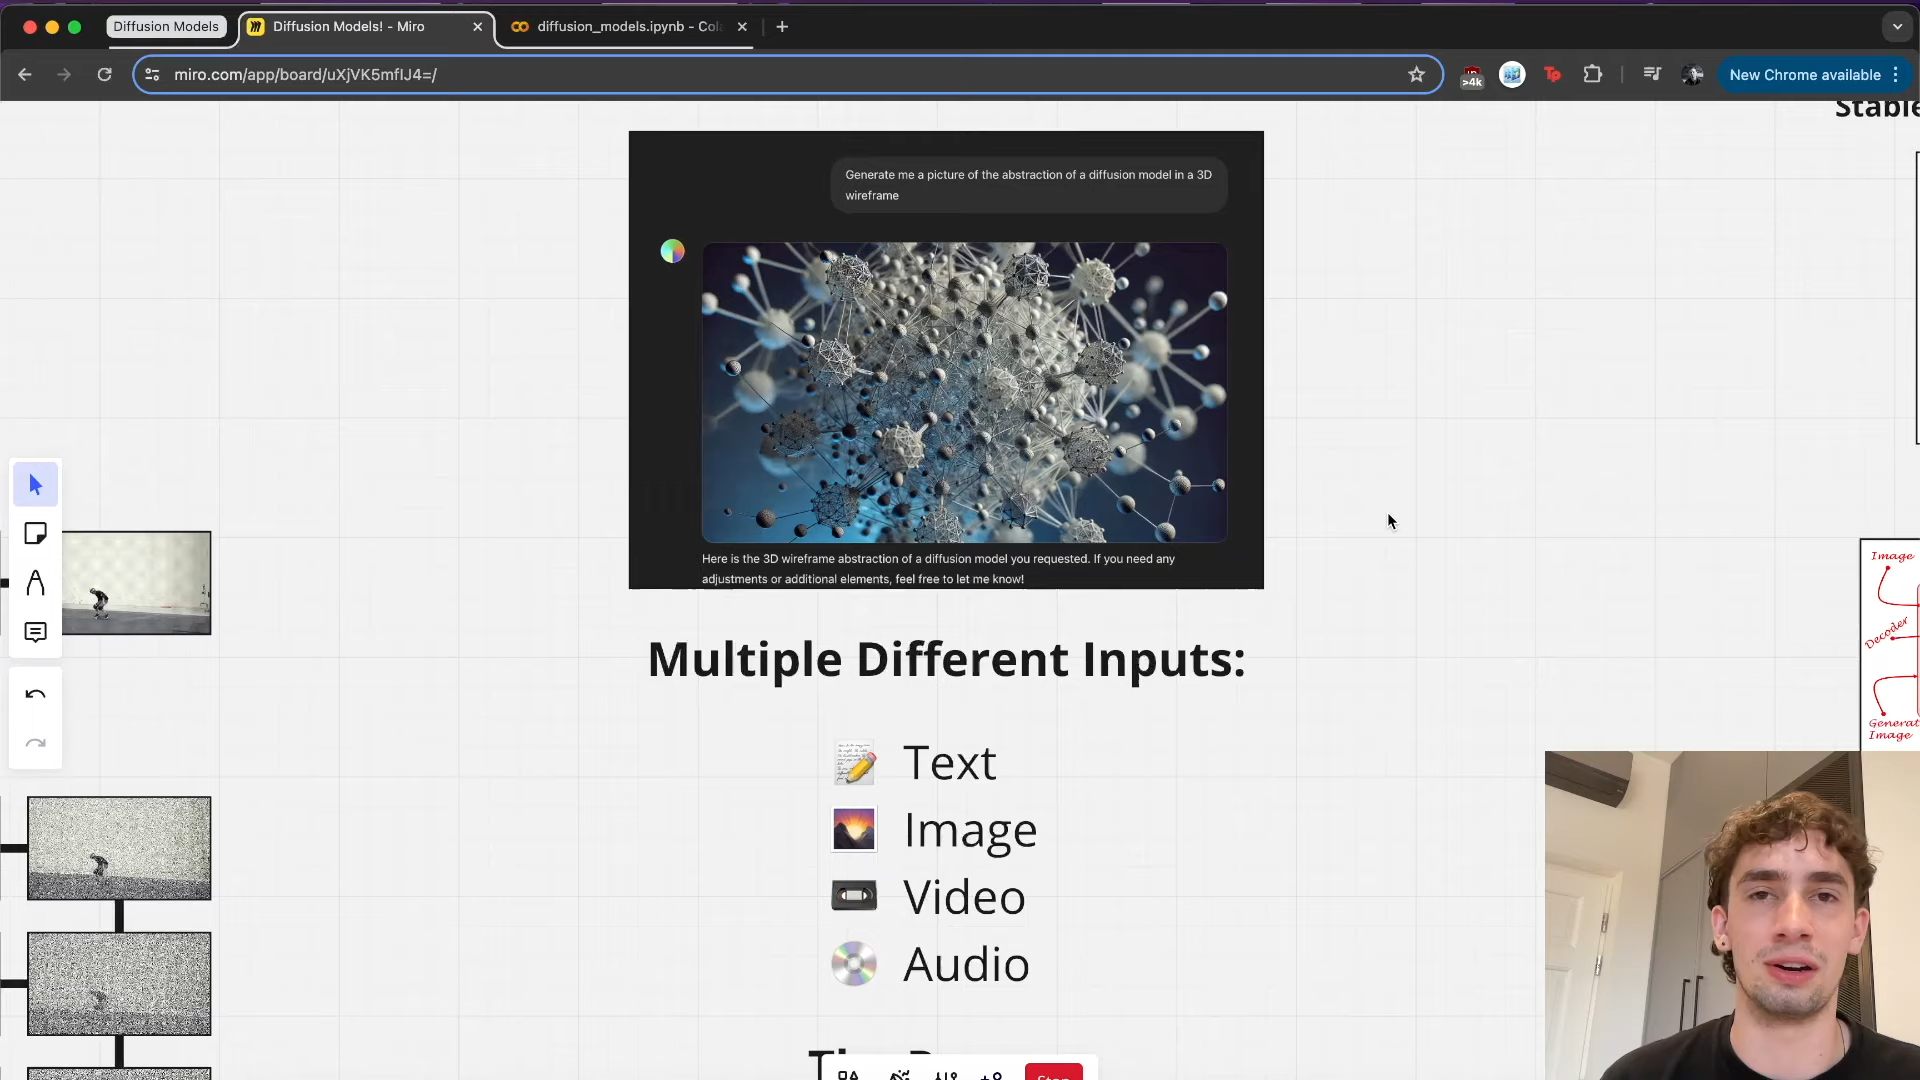 Diffusion Models
Diffusion Models! - Miro
diffusion_models.ipynb - Col
miro.com/app/board/uXjVK5mfIJ4=/
>4k
New Chrome available
Stable
Generate me a picture of the abstraction of a diffusion model in a 3D
wireframe
Here is the 3D wireframe abstraction of a diffusion model you requested. If you need any
adjustments or additional elements, feel free to let me know!
Image
Decoder
Generat
Image
Multiple Different Inputs:
Text
Image
Video
Audio